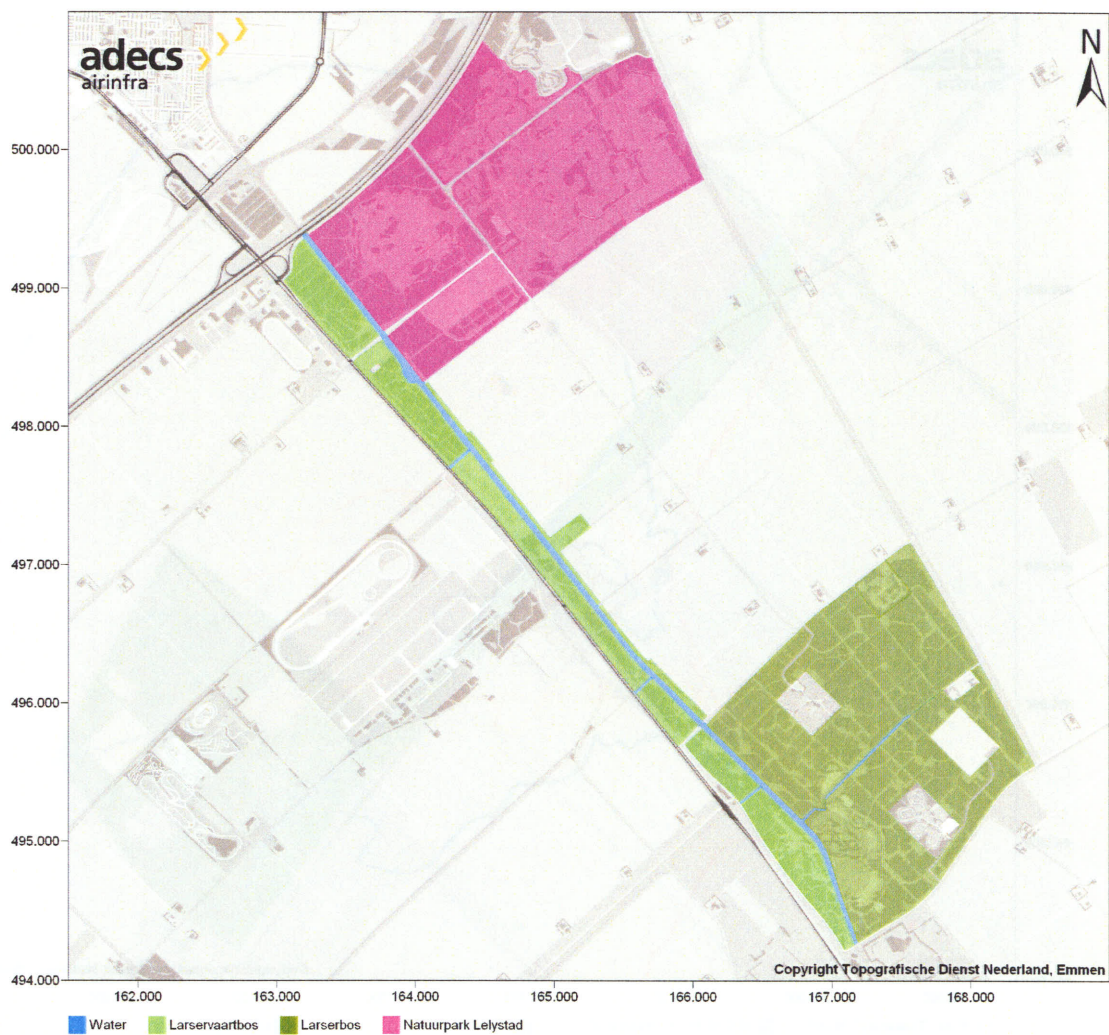 adecs
airinfra
N
500.000
499.000
498.000
497.000
496.000
495.000
494.000
Copyright Topografische Dienst Nederland, Emmen
162.000 163.000 164.000 165.000 166.000 167.000 168.000
Water Larservaartbos Larserbos Natuurpark Lelystad